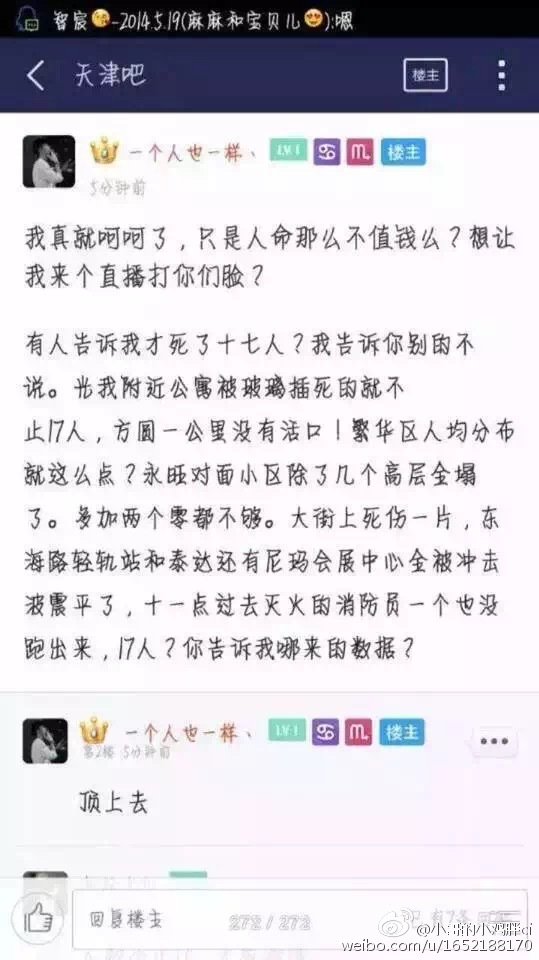 智宸-2014.5.19(麻麻和宝贝儿):嗯
天津吧
楼主
一个人也一样、 LV.1 楼主
5分钟前
我真就呵呵了，只是人命那么不值钱么？想让
我来个直播打你们脸？
有人告诉我才死了十七人？我告诉你别的不
说。光我附近公寓被玻璃插死的就不
止17人，方圆一公里没有活口！繁华区人均分布
就这么点？永旺对面小区除了几个高层全塌
了。多加两个零都不够。大街上死伤一片，东
海路轻轨站和泰达还有尼玛会展中心全被冲击
波震平了，十一点过去灭火的消防员一个也没
跑出来，17人？你告诉我哪来的数据？
一个人也一样、 LV.1 楼主
第2楼 5分钟前
顶上去
回复楼主
272 / 272
weibo.com/u/1652188170